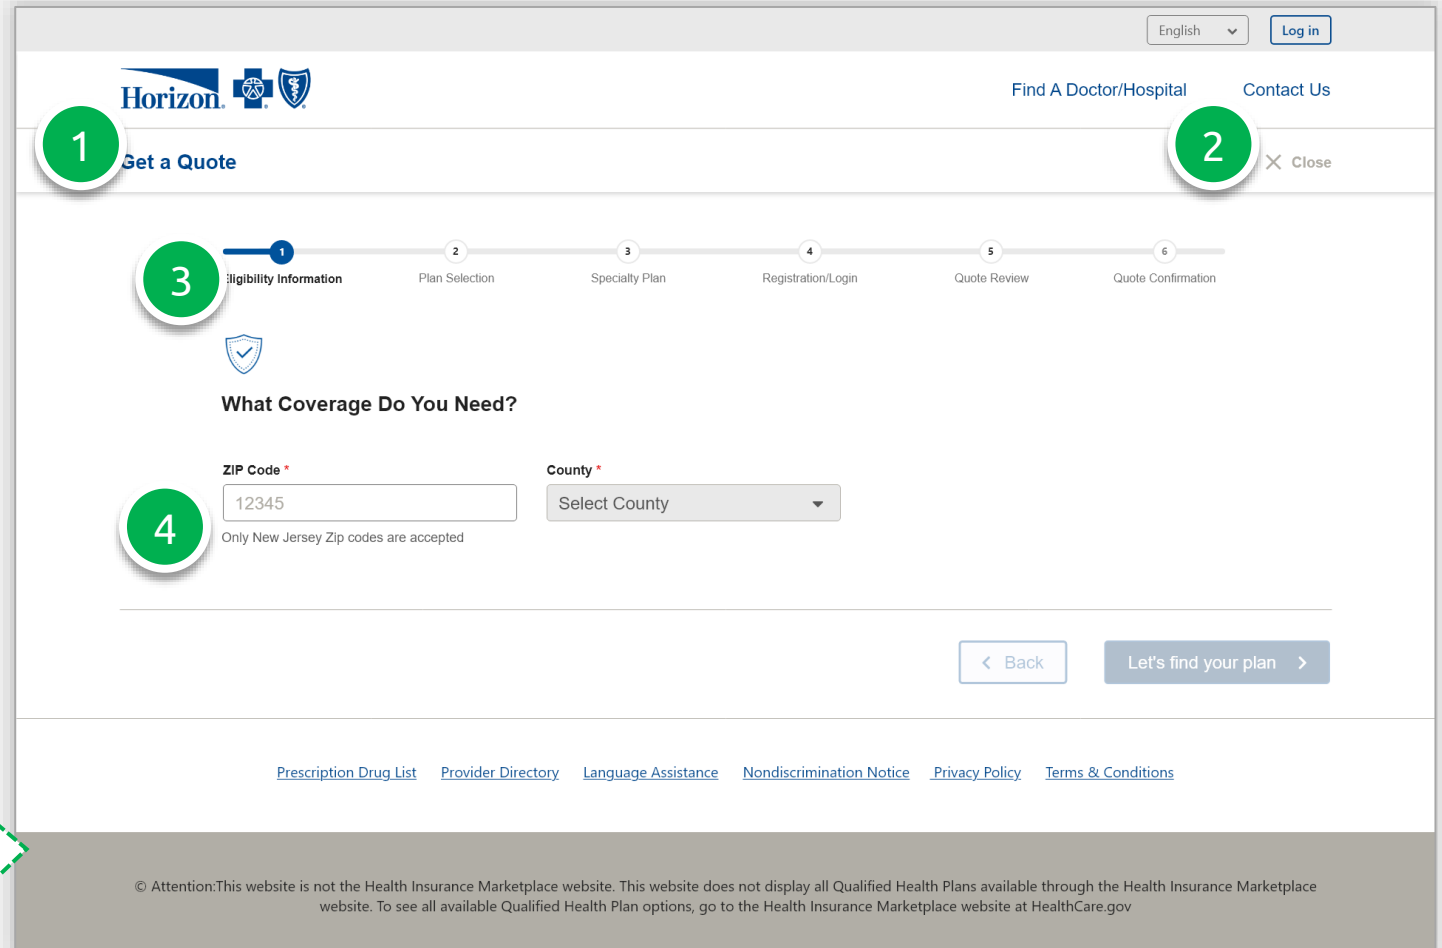 English
Log in
Horizon
Find A Doctor/Hospital
Contact Us
1
2
Get a Quote
Close
3
1
2
3
4
5
6
Eligibility Information
Plan Selection
Specialty Plan
Registration/Login
Quote Review
Quote Confirmation
What Coverage Do You Need?
ZIP Code *
County *
12345
Select County
4
Only New Jersey Zip codes are accepted
Back
Let's find your plan
Prescription Drug List
Provider Directory
Language Assistance
Nondiscrimination Notice
Privacy Policy
Terms & Conditions
© Attention:This website is not the Health Insurance Marketplace website. This website does not display all Qualified Health Plans available through the Health Insurance Marketplace
website. To see all available Qualified Health Plan options, go to the Health Insurance Marketplace website at HealthCare.gov